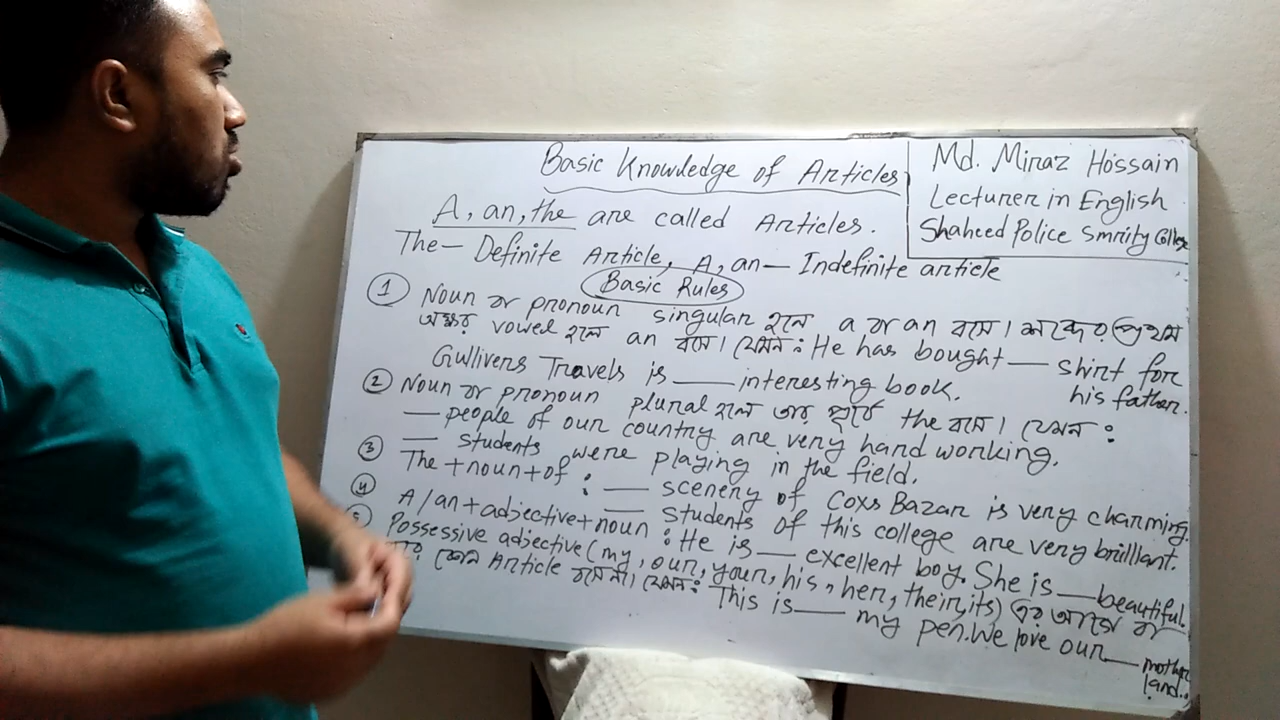 Basic Knowledge of Articles
Md. Miraz Hossain
Lecturer in English
Shaheed Police Smrity College
A, an, the are called Articles.
The— Definite Article, A, an— Indefinite article
Basic Rules
① Noun or pronoun singular হলে a or an বসে। শব্দের প্রথম
অক্ষর vowel হলে an বসে। যেমন: He has bought — shirt for his father.
Gullivers Travels is — interesting book.
② Noun or pronoun plural হলে তার পূর্বে the বসে। যেমন:
— people of our country are very hard working.
— students were playing in the field.
③ The + noun + of : — scenery of Coxs Bazar is very charming.
— students of this college are very brilliant.
④ A/an + adjective + noun : He is — excellent boy. She is — beautiful.
Possessive adjective (my, our, your, his, her, their, its) এর আগে বা
পরে কোন Article বসে না। যেমন: This is — my pen. We love our — mother land.